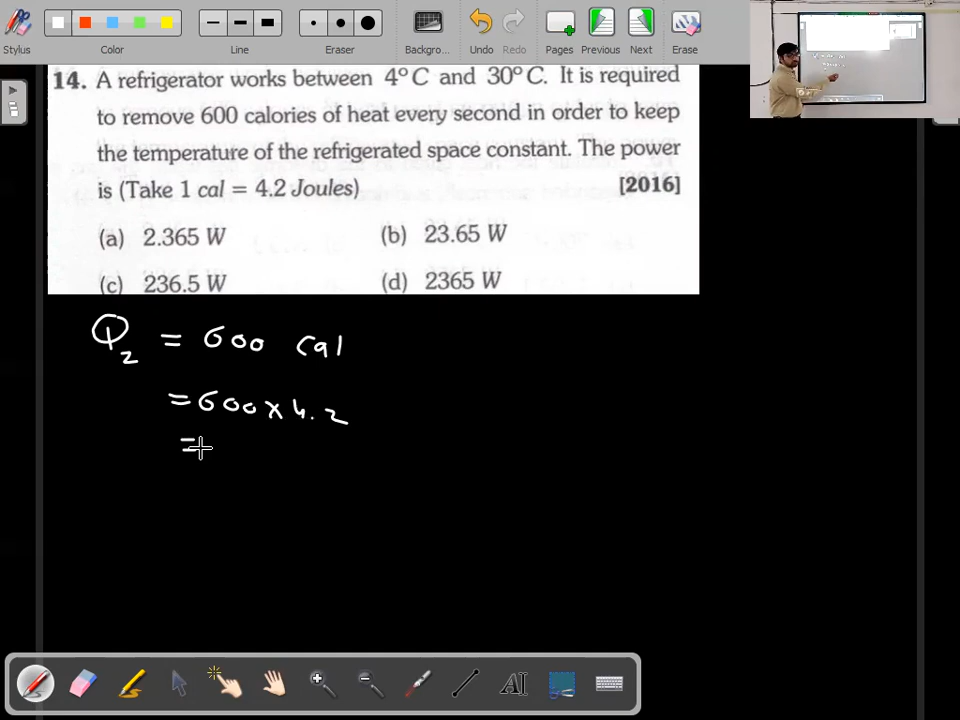 Stylus
Color
Line
Eraser
Backgro...
Undo
Redo
Pages
Previous
Next
Erase
14. A refrigerator works between 4°C and 30°C. It is required
to remove 600 calories of heat every second in order to keep
the temperature of the refrigerated space constant. The power
is (Take 1 cal = 4.2 Joules) [2016]
(a) 2.365 W (b) 23.65 W
(c) 236.5 W (d) 2365 W
Q₂ = 600 cal
= 600 × 4.2
=
AI